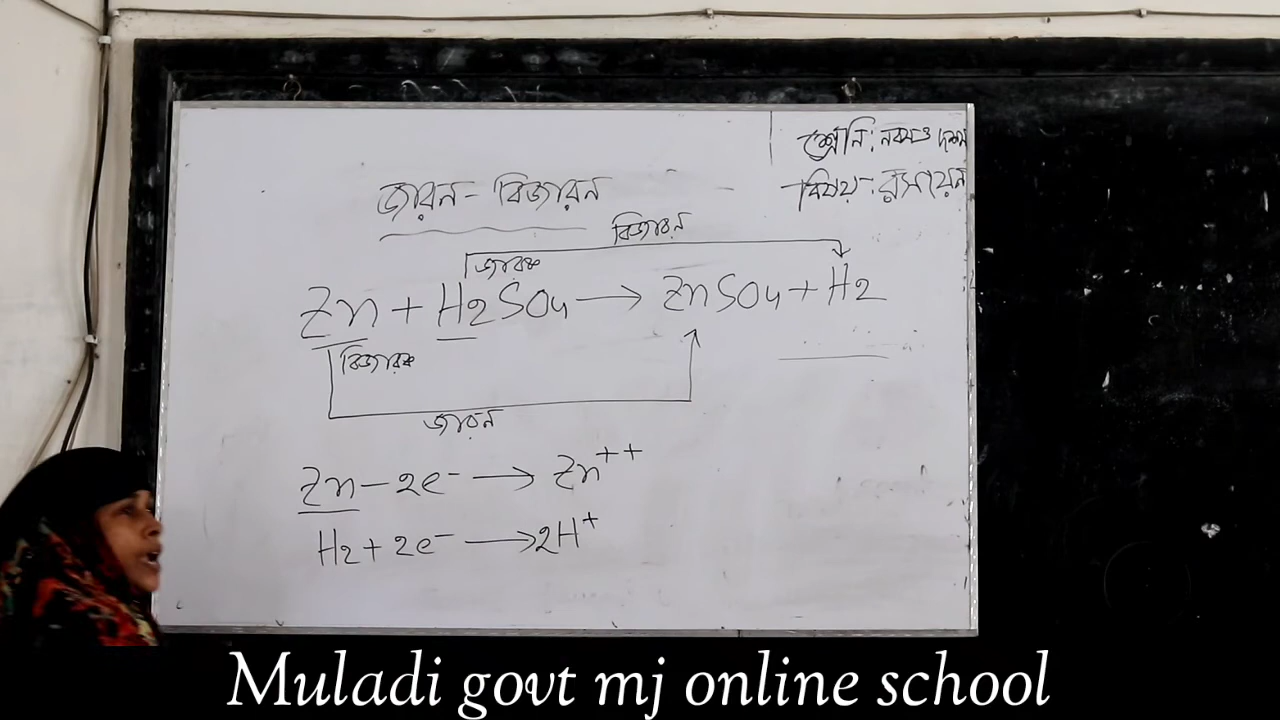 শ্রেনি: নবম ও দশম
বিষয়: রসায়ন
জারন-বিজারন
বিজারন
জারক
Zn + H2SO4 → ZnSO4 + H2
বিজারক
জারন
Zn - 2e⁻ → Zn⁺⁺
H2 + 2e⁻ → 2H⁺
Muladi govt mj online school